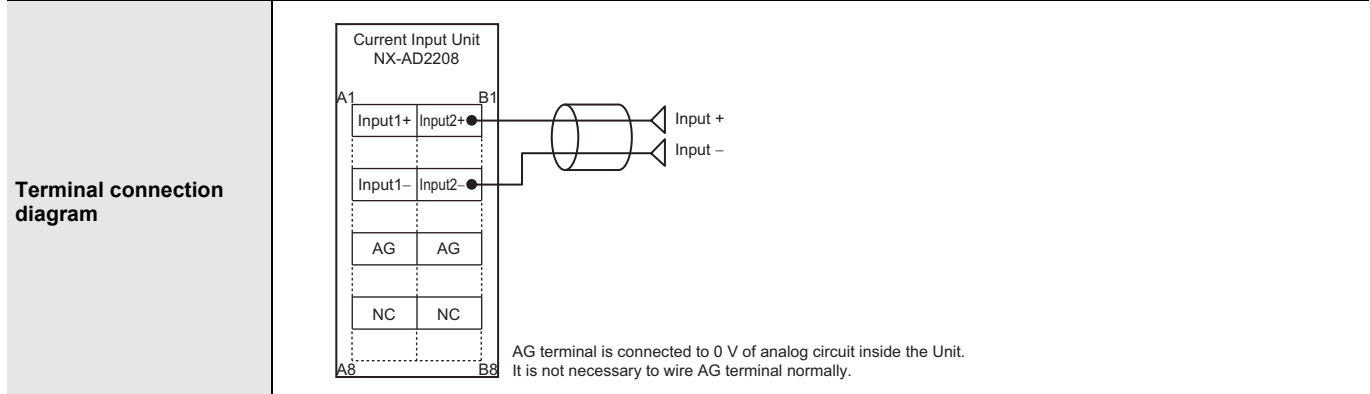 Terminal connection
diagram
Current Input Unit
NX-AD2208
A1 B1
Input1+ Input2+
Input +
Input −
Input1− Input2−
AG AG
NC NC
A8 B8
AG terminal is connected to 0 V of analog circuit inside the Unit.
It is not necessary to wire AG terminal normally.